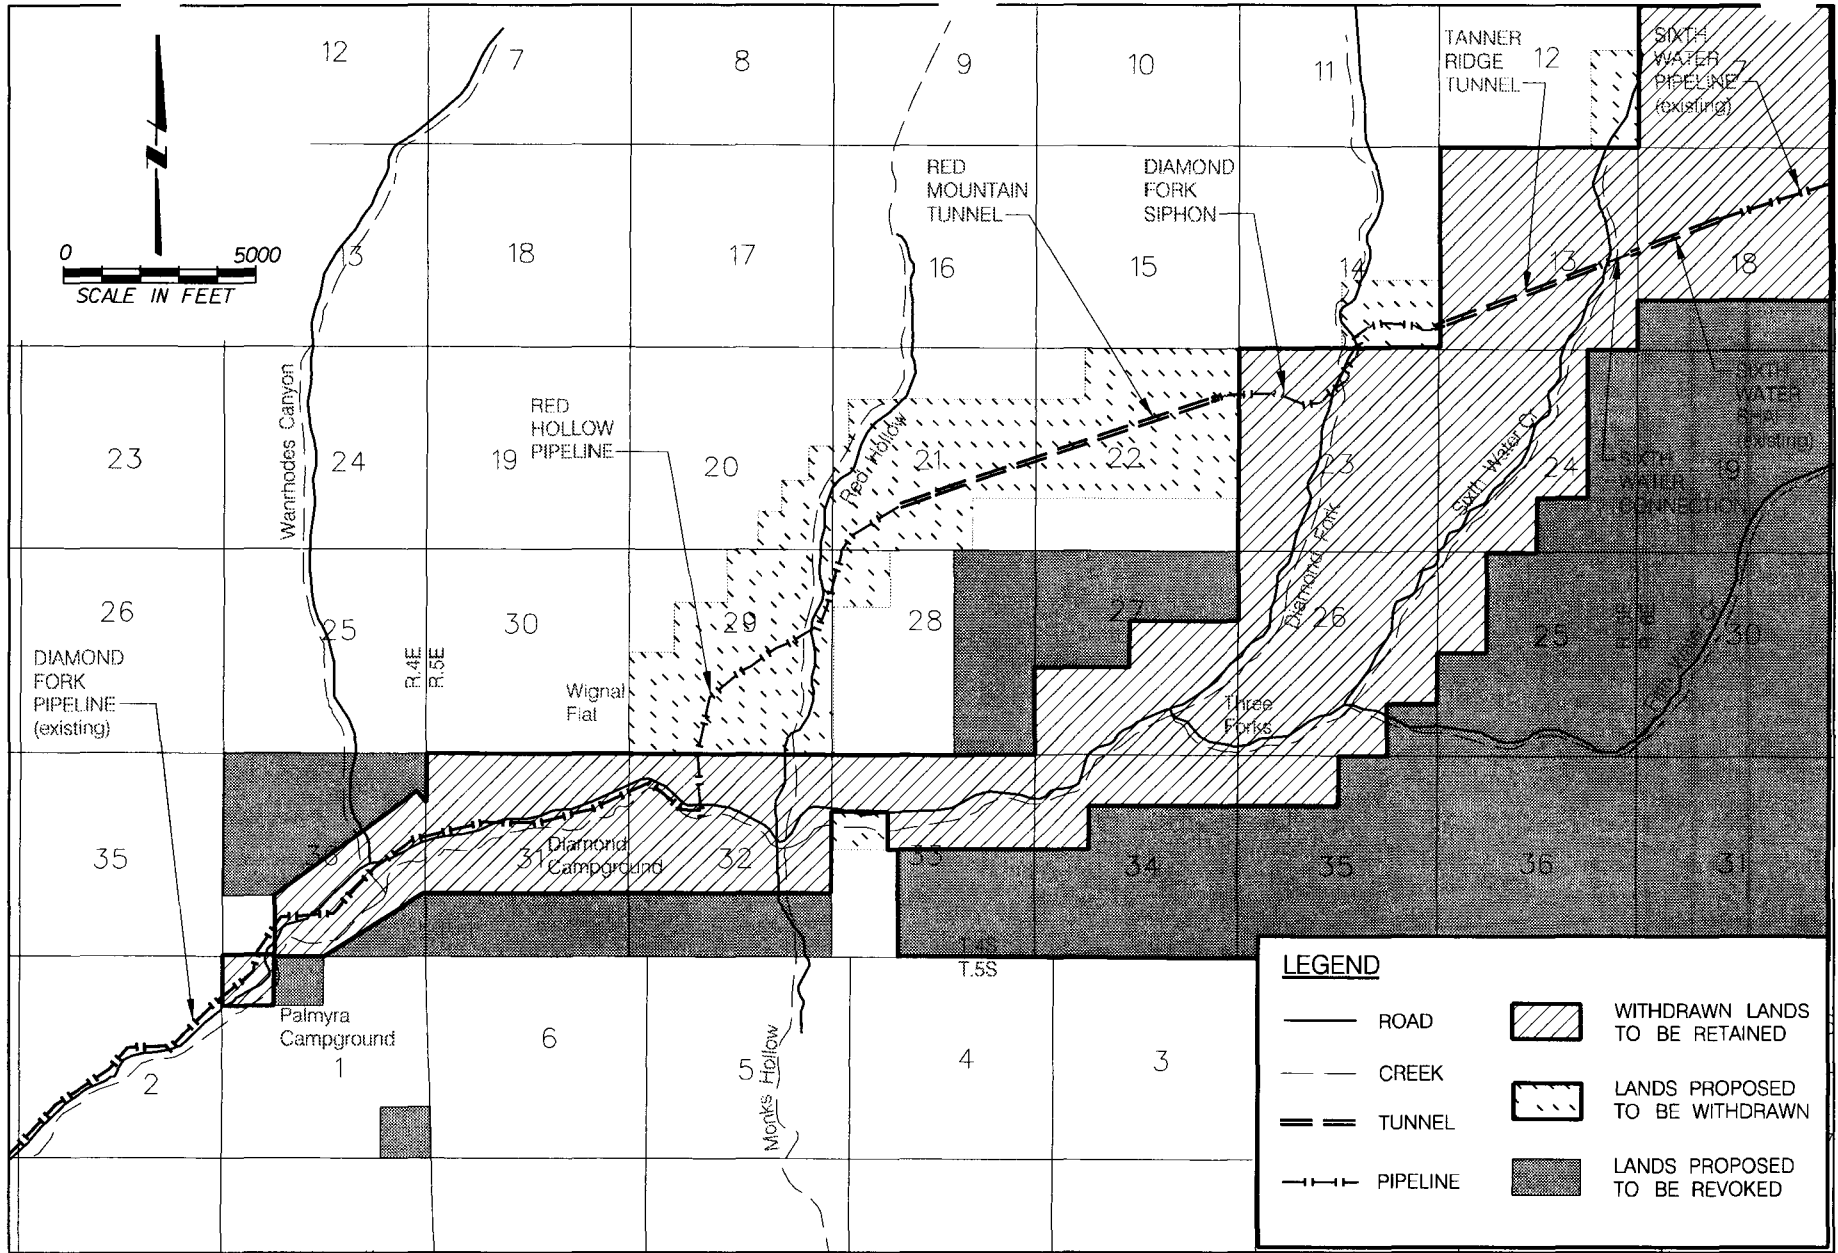 12
7
8
9
10
11
TANNER
RIDGE
TUNNEL
12
SIXTH
WATER
PIPELINE
(existing)
7
0
5000
SCALE IN FEET
13
18
17
16
RED
MOUNTAIN
TUNNEL
15
DIAMOND
FORK
SIPHON
14
13
18
Wanrhodes Canyon
23
24
19
RED
HOLLOW
PIPELINE
20
Red Hollow
21
22
23
Diamond Fork
Sixth Water Cr.
24
SIXTH
WATER
CONNECTION
SIXTH
WATER
SHAFT
(existing)
19
26
25
R.4E
R.5E
30
29
28
27
26
25
30
DIAMOND
FORK
PIPELINE
(existing)
Wignal
Flat
Three
Forks
35
36
31
Diamond
Campground
32
33
34
35
36
31
T.4S
T.5S
Palmyra
Campground
2
1
6
5
Monks Hollow
4
3
LEGEND
ROAD
CREEK
TUNNEL
PIPELINE
WITHDRAWN LANDS
TO BE RETAINED
LANDS PROPOSED
TO BE WITHDRAWN
LANDS PROPOSED
TO BE REVOKED